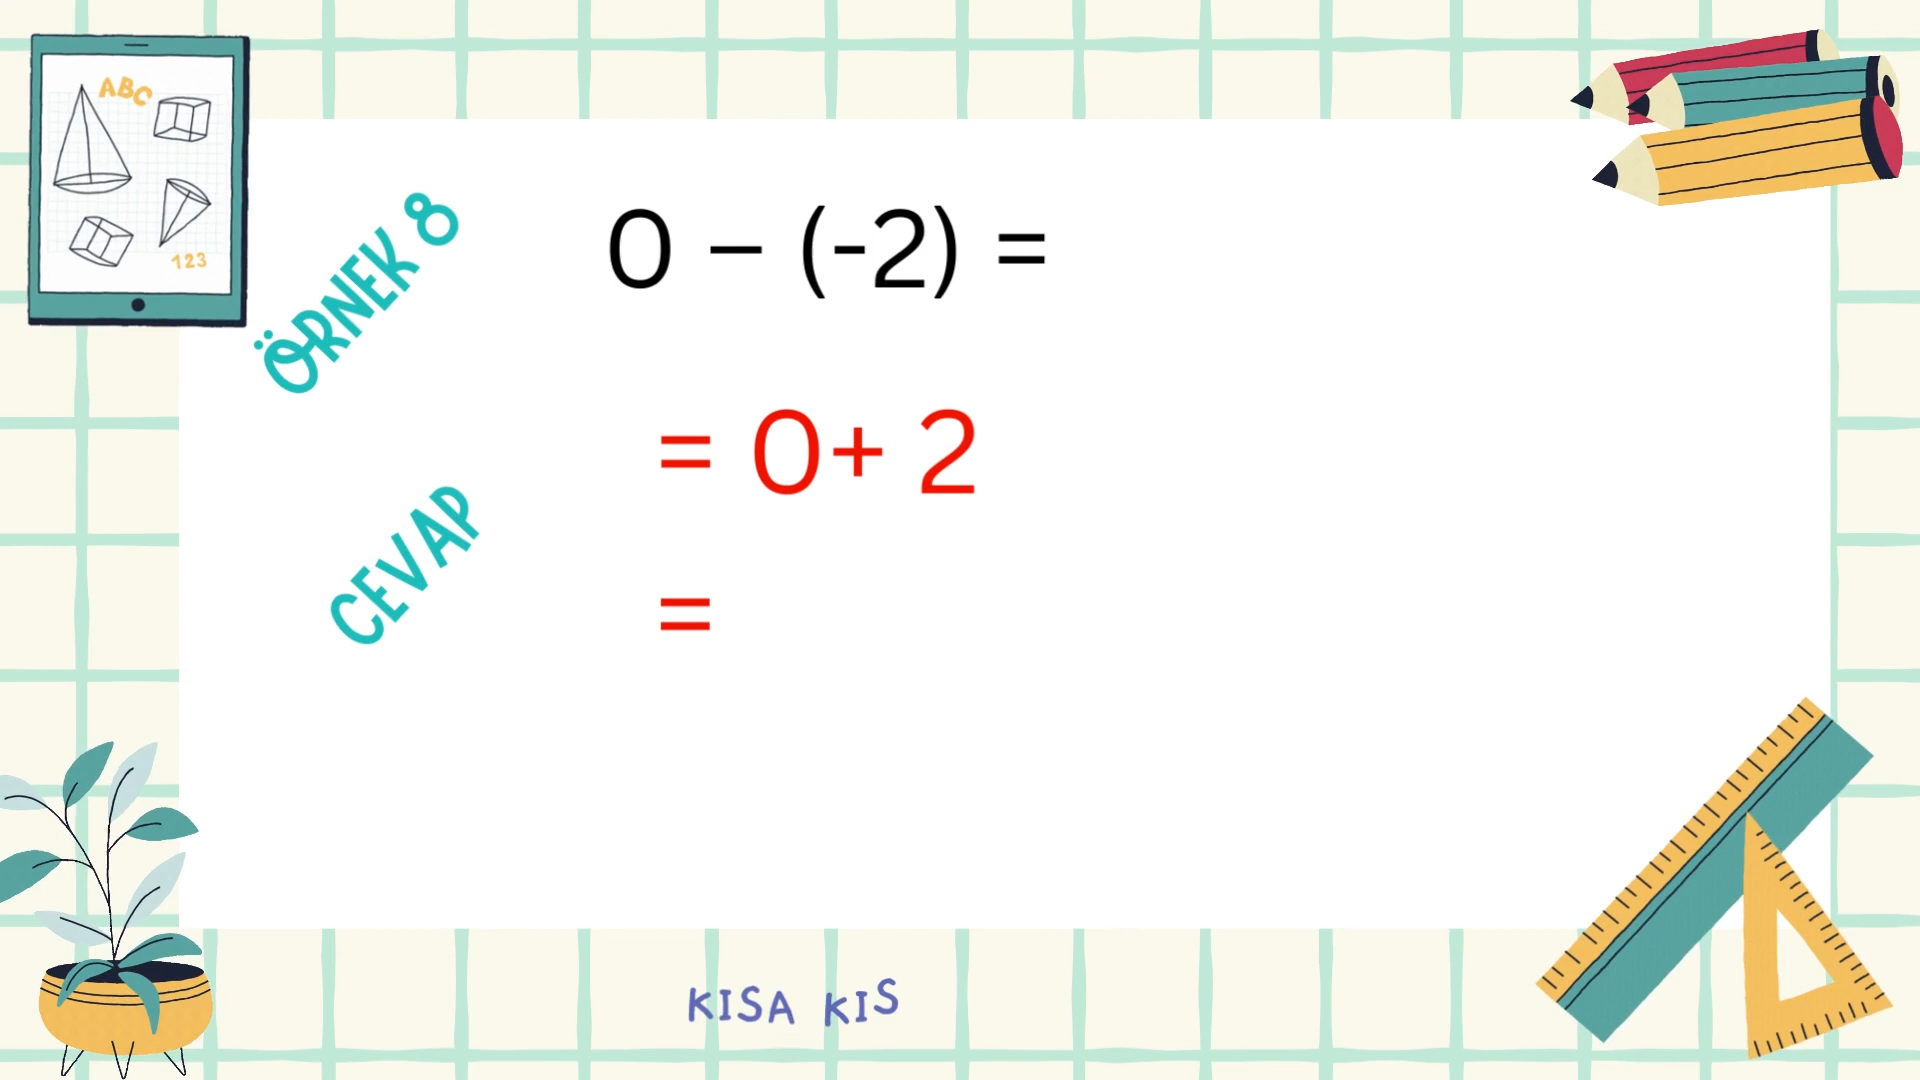 ABC
123
ÖRNEK 8
0 – (-2) =
= 0+ 2
CEVAP
=
KISA KIS